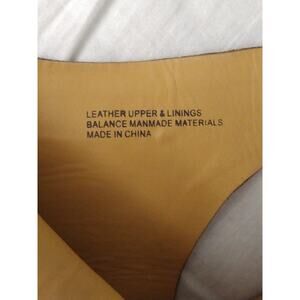 LEATHER UPPER & LININGS
BALANCE MANMADE MATERIALS
MADE IN CHINA